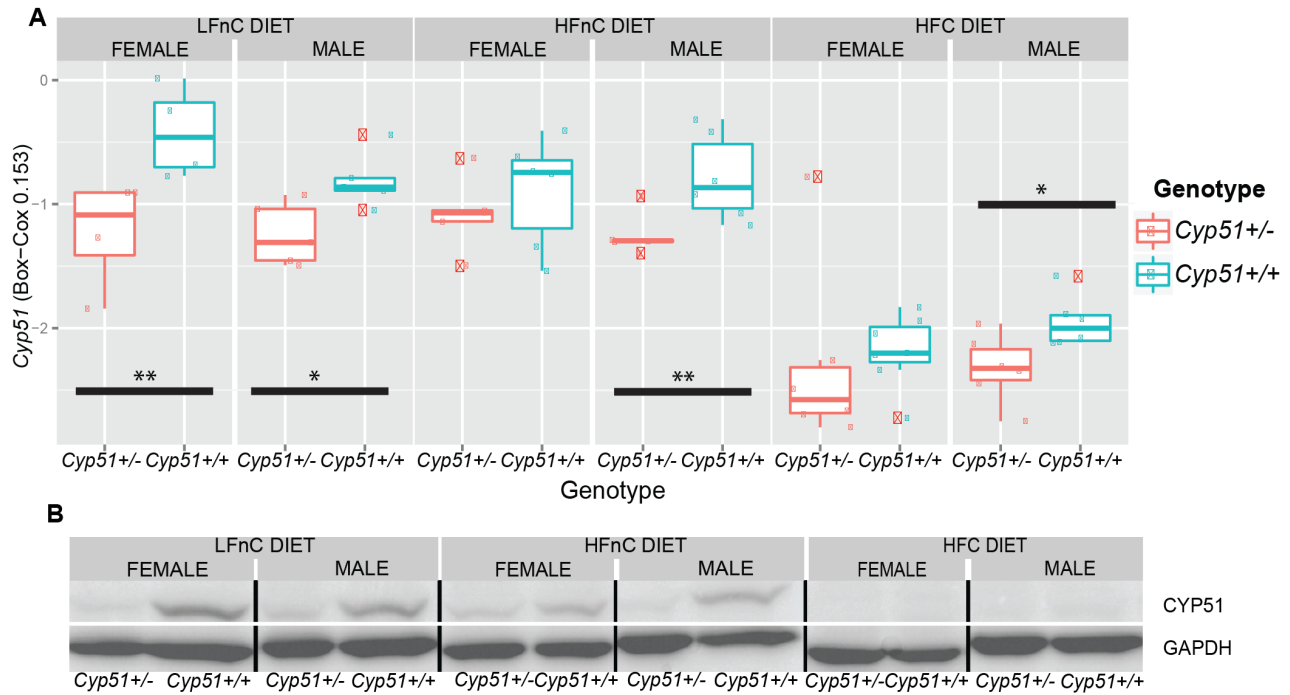 A
LFnC DIET HFnC DIET HFC DIET
FEMALE MALE FEMALE MALE FEMALE MALE
0
-1
-2
Cyp51 (Box-Cox 0.153)
** * ** *
Genotype
Cyp51+/-
Cyp51+/+
Cyp51+/- Cyp51+/+ Cyp51+/- Cyp51+/+ Cyp51+/- Cyp51+/+ Cyp51+/- Cyp51+/+ Cyp51+/- Cyp51+/+ Cyp51+/- Cyp51+/+
Genotype
B
LFnC DIET HFnC DIET HFC DIET
FEMALE MALE FEMALE MALE FEMALE MALE
CYP51
GAPDH
Cyp51+/- Cyp51+/+ Cyp51+/- Cyp51+/+ Cyp51+/- Cyp51+/+ Cyp51+/- Cyp51+/+ Cyp51+/- Cyp51+/+ Cyp51+/- Cyp51+/+